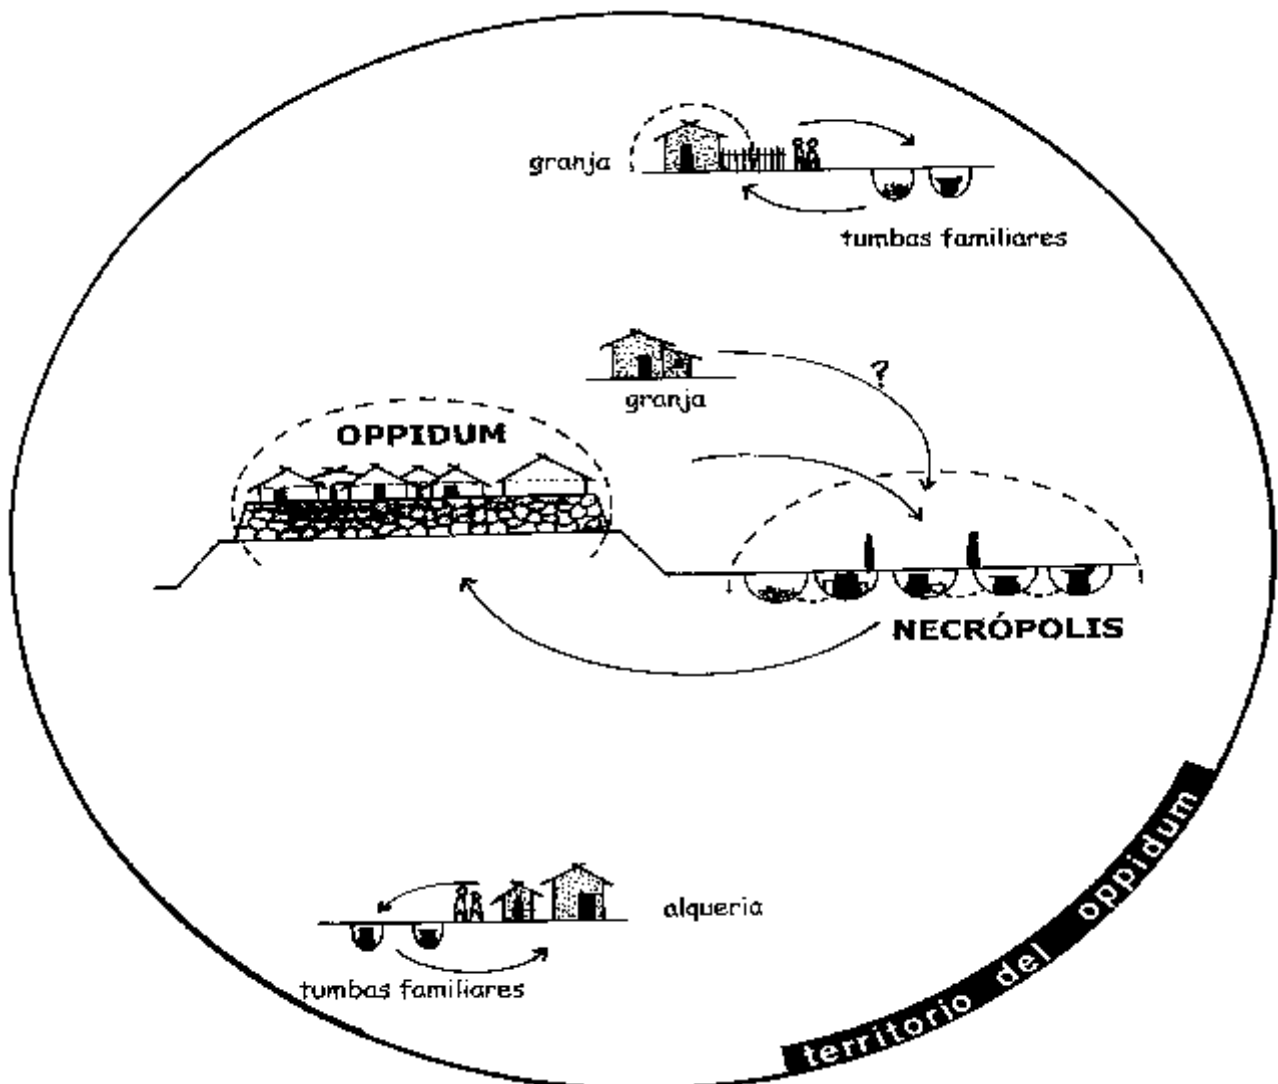 granja
tumbas familiares
?
granja
OPPIDUM
NECRÓPOLIS
alqueria
tumbas familiares
territorio del oppidum